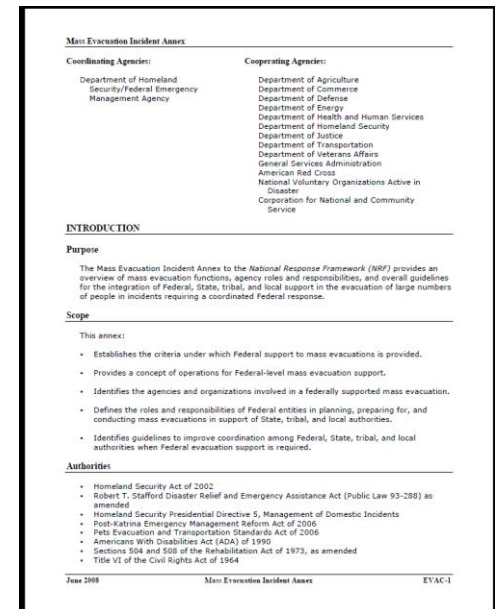 Mass Evacuation Incident Annex
Coordinating Agencies:
Department of Homeland
Security/Federal Emergency
Management Agency
Cooperating Agencies:
Department of Agriculture
Department of Commerce
Department of Defense
Department of Energy
Department of Health and Human Services
Department of Homeland Security
Department of Justice
Department of Transportation
Department of Veterans Affairs
General Services Administration
American Red Cross
National Voluntary Organizations Active in
Disaster
Corporation for National and Community
Service
INTRODUCTION
Purpose
The Mass Evacuation Incident Annex to the National Response Framework (NRF) provides an
overview of mass evacuation functions, agency roles and responsibilities, and overall guidelines
for the integration of Federal, State, tribal, and local support in the evacuation of large numbers
of people in incidents requiring a coordinated Federal response.
Scope
This annex:
• Establishes the criteria under which Federal support to mass evacuations is provided.
• Provides a concept of operations for Federal-level mass evacuation support.
• Identifies the agencies and organizations involved in a federally supported mass evacuation.
• Defines the roles and responsibilities of Federal entities in planning, preparing for, and
conducting mass evacuations in support of State, tribal, and local authorities.
• Identifies guidelines to improve coordination among Federal, State, tribal, and local
authorities when Federal evacuation support is required.
Authorities
• Homeland Security Act of 2002
• Robert T. Stafford Disaster Relief and Emergency Assistance Act (Public Law 93-288) as
amended
• Homeland Security Presidential Directive 5, Management of Domestic Incidents
• Post-Katrina Emergency Management Reform Act of 2006
• Pets Evacuation and Transportation Standards Act of 2006
• Americans With Disabilities Act (ADA) of 1990
• Sections 504 and 508 of the Rehabilitation Act of 1973, as amended
• Title VI of the Civil Rights Act of 1964
June 2008 Mass Evacuation Incident Annex EVAC-1